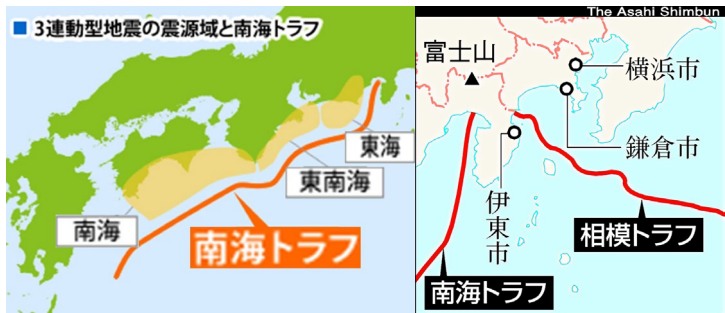 ■ 3連動型地震の震源域と南海トラフ
東海
東南海
南海
南海トラフ
The Asahi Shimbun
富士山
横浜市
鎌倉市
伊東市
相模トラフ
南海トラフ